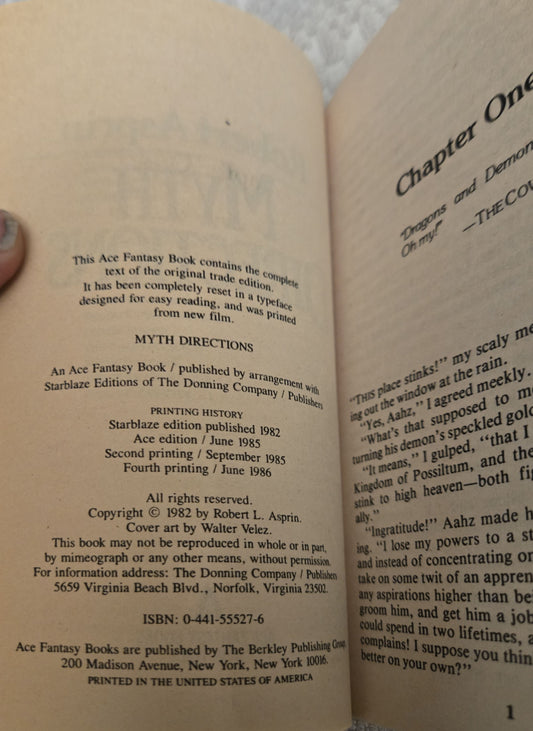 This Ace Fantasy Book contains the complete
text of the original trade edition.
It has been completely reset in a typeface
designed for easy reading, and was printed
from new film.
MYTH DIRECTIONS
An Ace Fantasy Book / published by arrangement with
Starblaze Editions of The Donning Company / Publishers
PRINTING HISTORY
Starblaze edition published 1982
Ace edition / June 1985
Second printing / September 1985
Fourth printing / June 1986
All rights reserved.
Copyright © 1982 by Robert L. Asprin.
Cover art by Walter Velez.
This book may not be reproduced in whole or in part,
by mimeograph or any other means, without permission.
For information address: The Donning Company / Publishers
5659 Virginia Beach Blvd., Norfolk, Virginia 23502.
ISBN: 0-441-55527-6
Ace Fantasy Books are published by The Berkley Publishing Group,
200 Madison Avenue, New York, New York 10016.
PRINTED IN THE UNITED STATES OF AMERICA
Chapter One
"Dragons and Demon
Oh my!"
—THE COW
"THIS place stinks!" my scaly me
ing out the window at the rain.
"Yes, Aahz," I agreed meekly.
"What's that supposed to m
turning his demon's speckled gold
"It means," I gulped, "that I
Kingdom of Possiltum, and the
stink to high heaven—both fig
ally."
"Ingratitude!" Aahz made h
ing. "I lose my powers to a st
and instead of concentrating or
take on some twit of an appren
any aspirations higher than be
groom him, and get him a job
could spend in two lifetimes, a
complains! I suppose you thin
better on your own?"
1